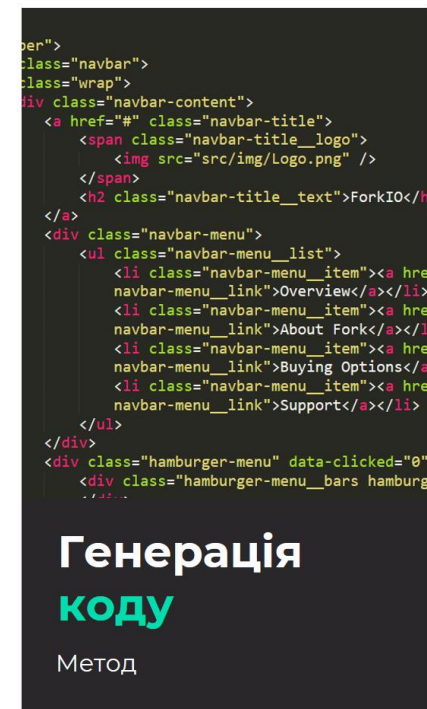 per">
class="navbar">
class="wrap">
div class="navbar-content">
<a href="#" class="navbar-title">
<span class="navbar-title__logo">
<img src="src/img/Logo.png" />
</span>
<h2 class="navbar-title__text">ForkIO</h
</a>
<div class="navbar-menu">
<ul class="navbar-menu__list">
<li class="navbar-menu__item"><a hre
navbar-menu__link">Overview</a></li>
<li class="navbar-menu__item"><a hre
navbar-menu__link">About Fork</a></l
<li class="navbar-menu__item"><a hre
navbar-menu__link">Buying Options</a
<li class="navbar-menu__item"><a hre
navbar-menu__link">Support</a></li>
</ul>
</div>
<div class="hamburger-menu" data-clicked="0"
<div class="hamburger-menu__bars hamburg
</div>
Генерація
коду
Метод